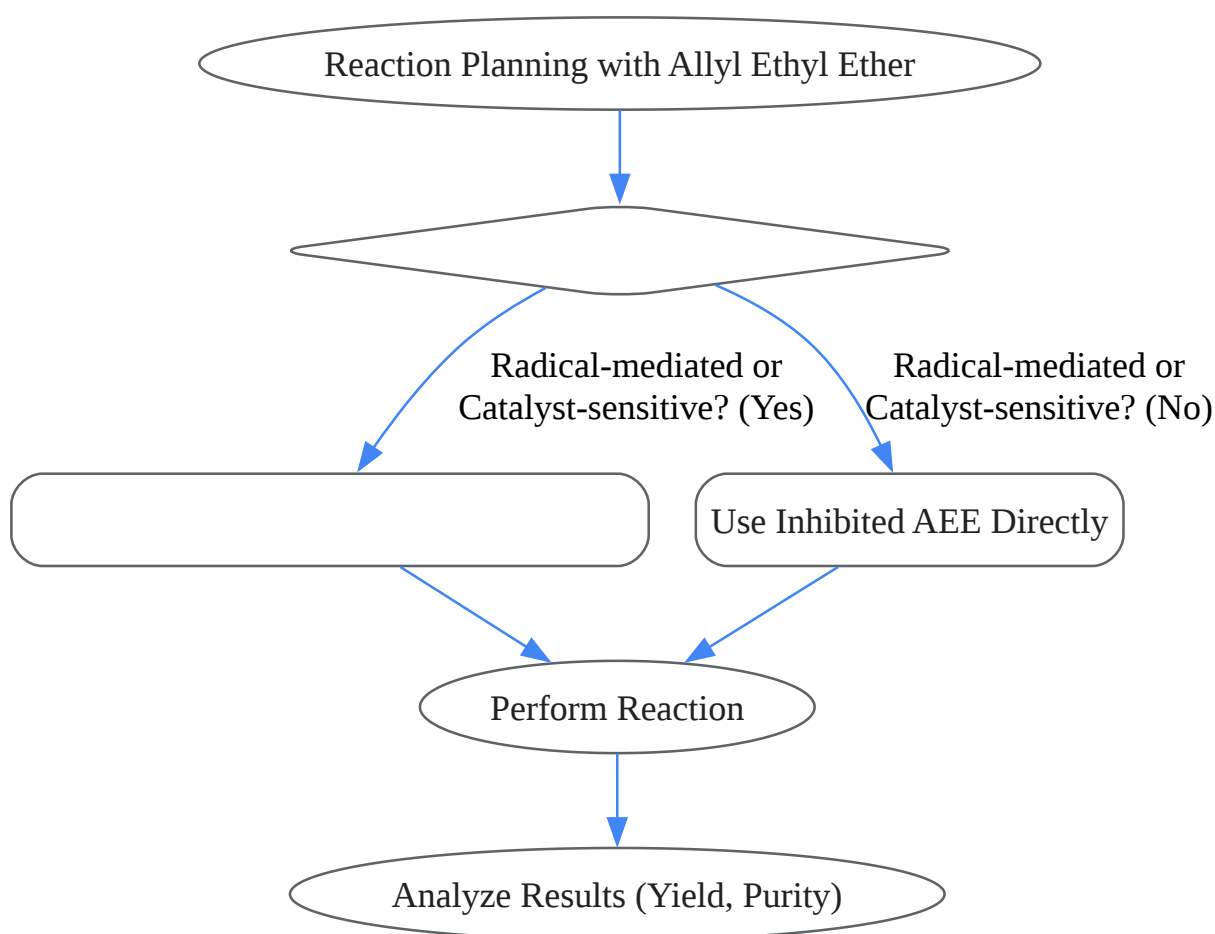 Reaction Planning with Allyl Ethyl Ether
Radical-mediated or
Catalyst-sensitive? (Yes)
Radical-mediated or
Catalyst-sensitive? (No)
Use Inhibited AEE Directly
Perform Reaction
Analyze Results (Yield, Purity)